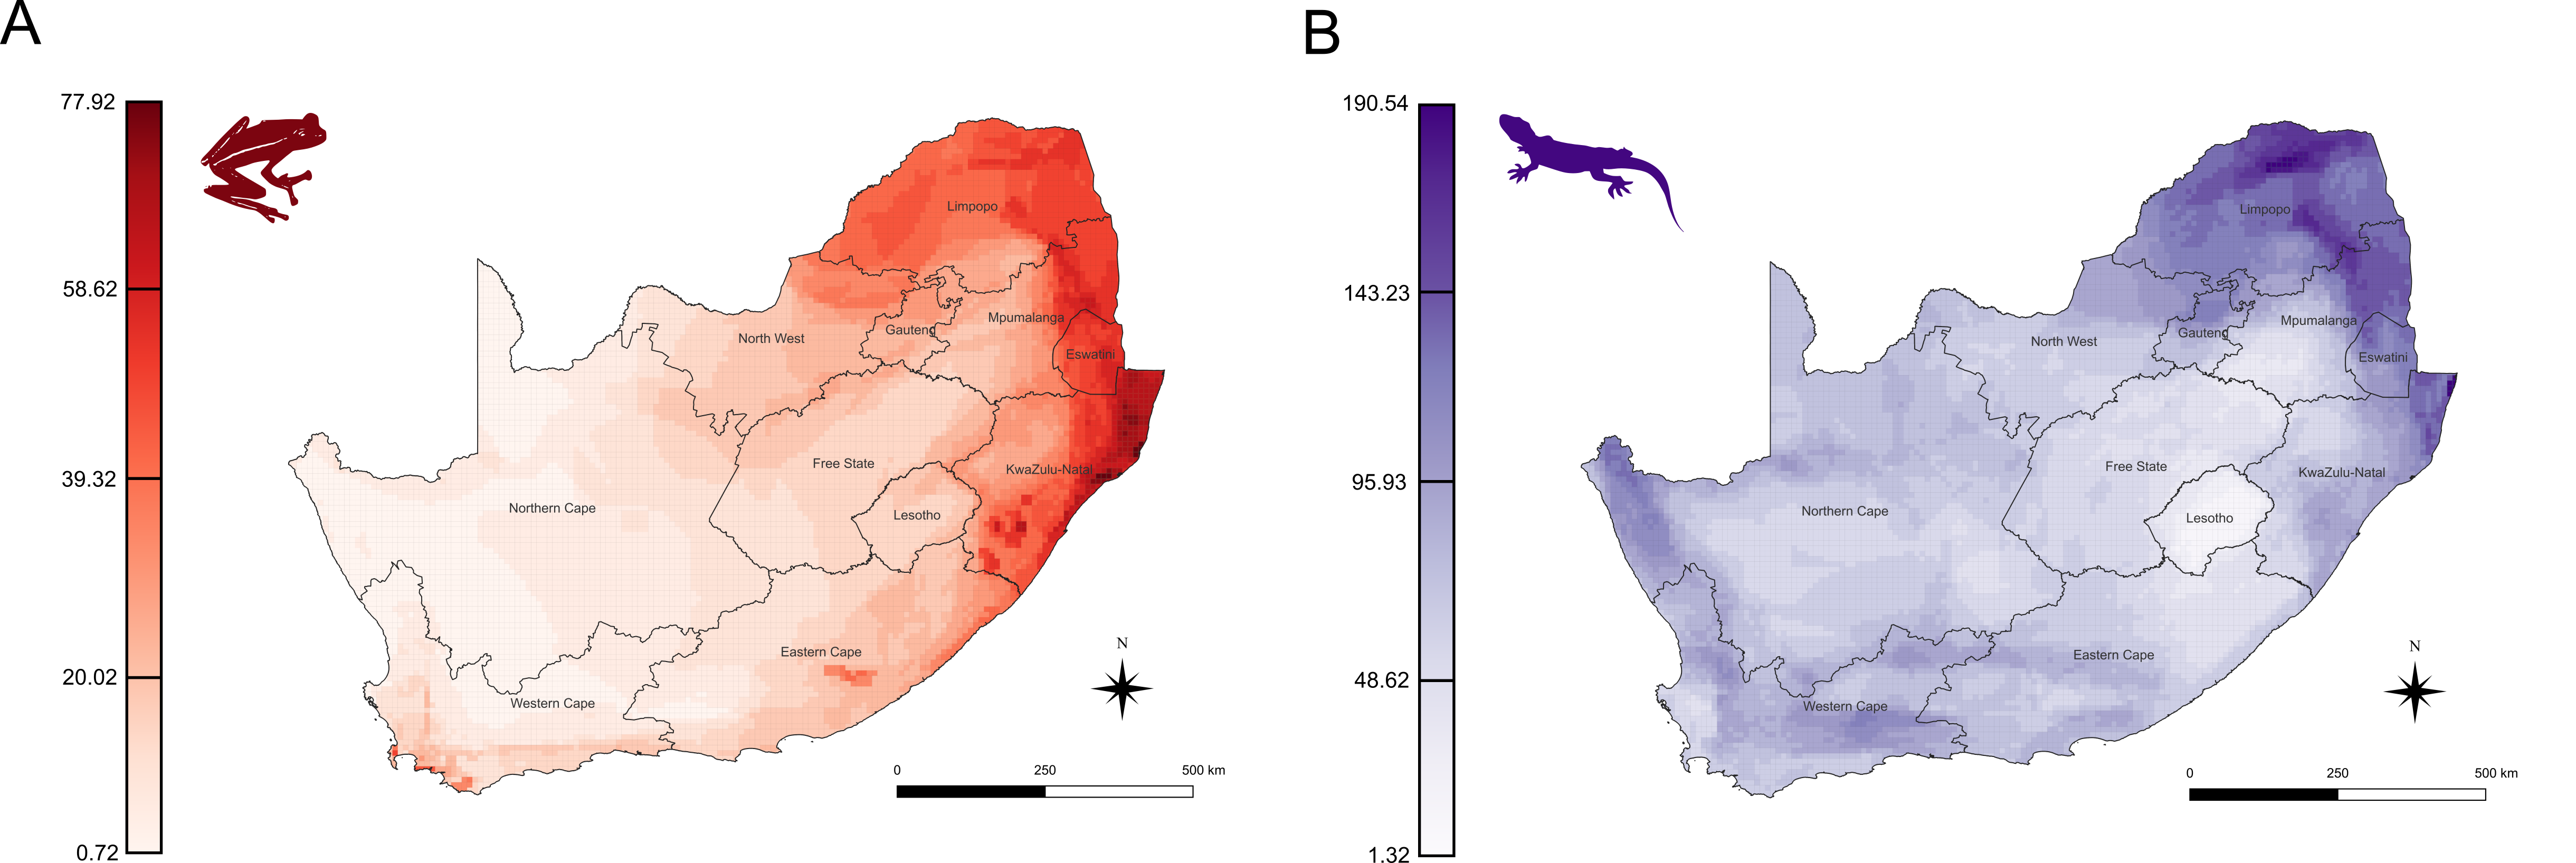 A
77.92
58.62
39.32
20.02
0.72
Limpopo
North West
Gauteng
Mpumalanga
Eswatini
Free State
KwaZulu-Natal
Northern Cape
Lesotho
Eastern Cape
Western Cape
N
0 250 500 km
B
190.54
143.23
95.93
48.62
1.32
Limpopo
North West
Gauteng
Mpumalanga
Eswatini
Free State
KwaZulu-Natal
Northern Cape
Lesotho
Eastern Cape
Western Cape
N
0 250 500 km